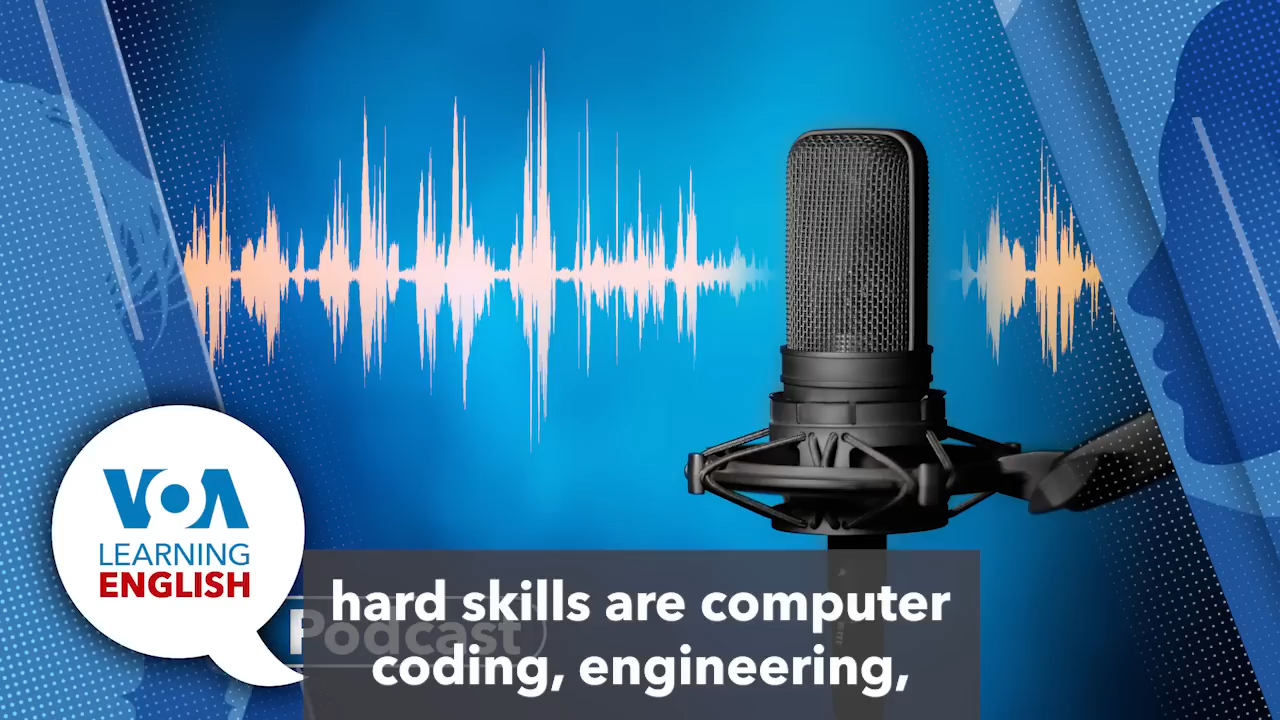 VOA
LEARNING
ENGLISH
Podcast
hard skills are computer
coding, engineering,